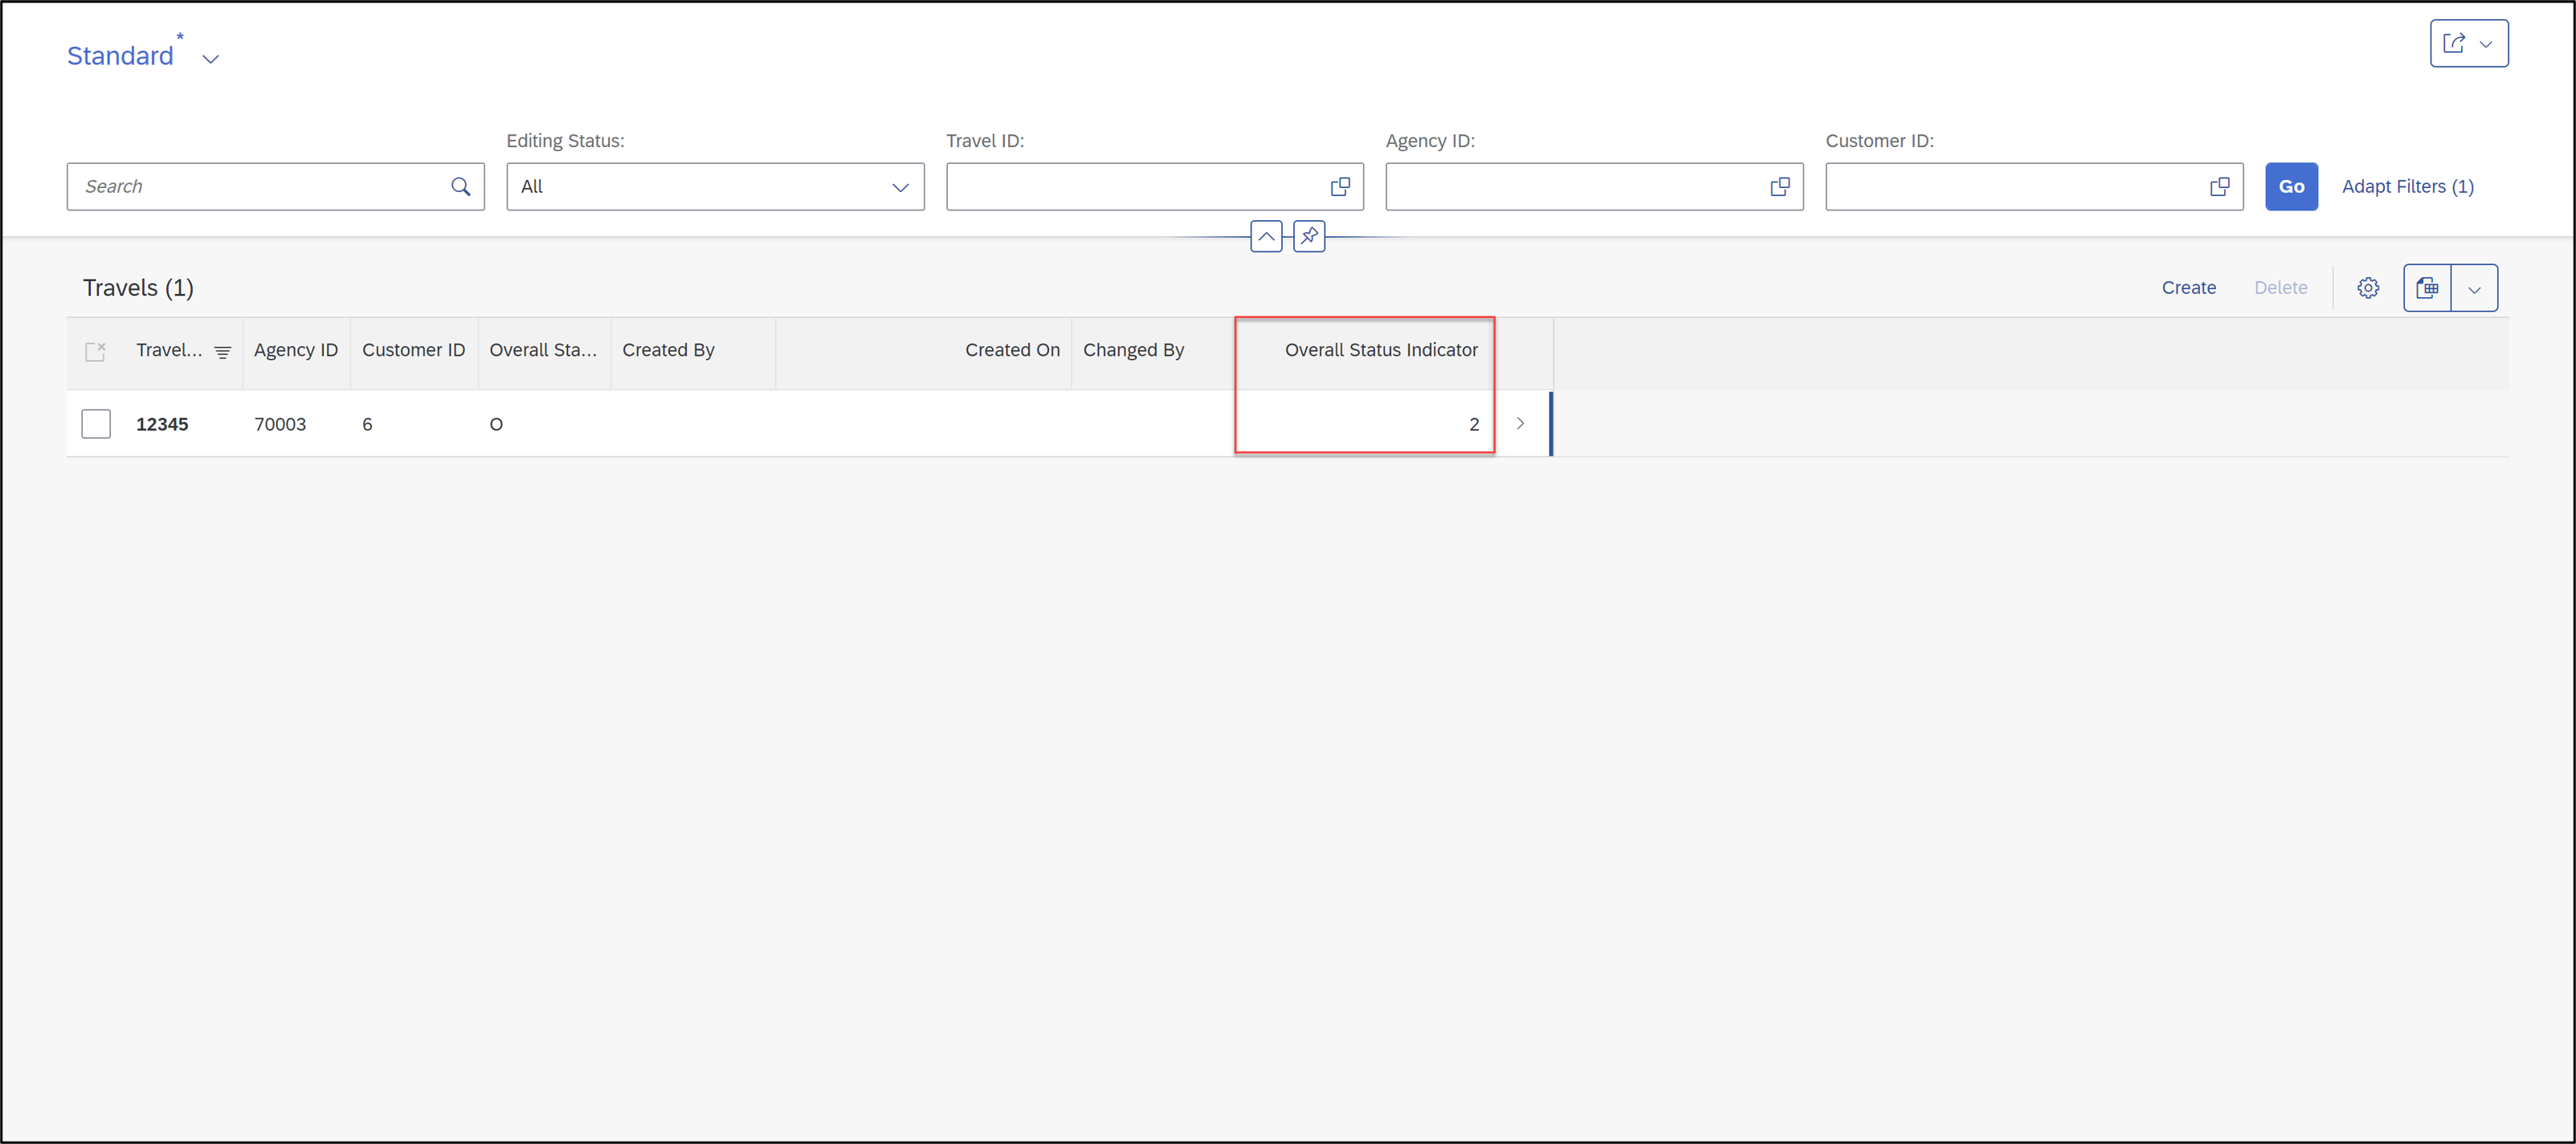 Standard *
Editing Status: Travel ID: Agency ID: Customer ID:
Search All Go Adapt Filters (1)
Travels (1) Create Delete
Travel... Agency ID Customer ID Overall Sta... Created By Created On Changed By Overall Status Indicator
12345 70003 6 O 2